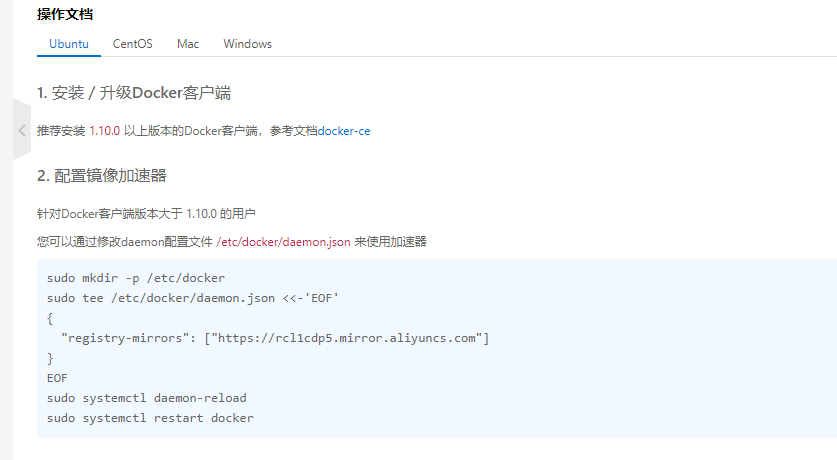 操作文档
Ubuntu CentOS Mac Windows
1. 安装 / 升级Docker客户端
推荐安装 1.10.0 以上版本的Docker客户端，参考文档docker-ce
2. 配置镜像加速器
针对Docker客户端版本大于 1.10.0 的用户
您可以通过修改daemon配置文件 /etc/docker/daemon.json 来使用加速器
sudo mkdir -p /etc/docker
sudo tee /etc/docker/daemon.json <<-'EOF'
{
  "registry-mirrors": ["https://rcl1cdp5.mirror.aliyuncs.com"]
}
EOF
sudo systemctl daemon-reload
sudo systemctl restart docker